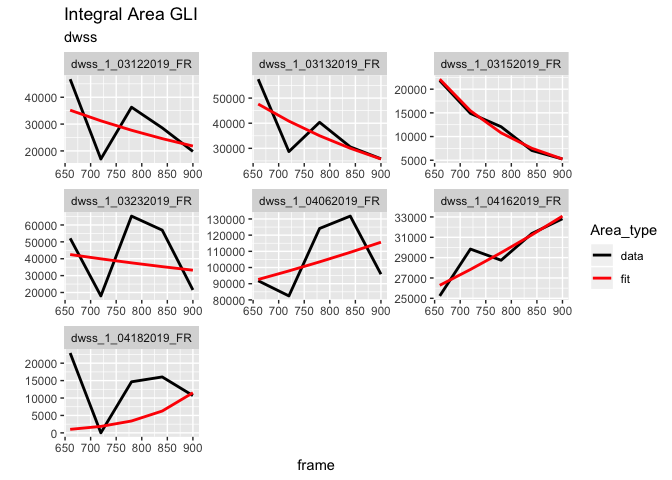 Integral Area GLI
dwss
dwss_1_03122019_FR
dwss_1_03132019_FR
dwss_1_03152019_FR
40000
30000
20000
650 700 750 800 850 900
50000
40000
30000
650 700 750 800 850 900
20000
15000
10000
5000
650 700 750 800 850 900
dwss_1_03232019_FR
dwss_1_04062019_FR
dwss_1_04162019_FR
60000
50000
40000
30000
20000
650 700 750 800 850 900
130000
120000
110000
100000
90000
80000
650 700 750 800 850 900
33000
31000
29000
27000
25000
650 700 750 800 850 900
Area_type
data
fit
dwss_1_04182019_FR
20000
15000
10000
5000
0
650 700 750 800 850 900
frame